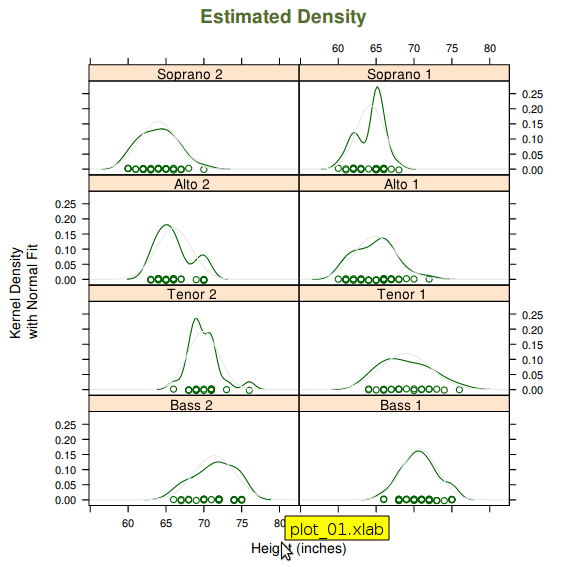 Estimated Density
60 65 70 75 80
Soprano 2 Soprano 1
0.25
0.20
0.15
0.10
0.05
0.00
Alto 2 Alto 1
0.25
0.20
0.15
0.10
0.05
0.00
Kernel Density
with Normal Fit
Tenor 2 Tenor 1
0.25
0.20
0.15
0.10
0.05
0.00
Bass 2 Bass 1
0.25
0.20
0.15
0.10
0.05
0.00
60 65 70 75 80
plot_01.xlab
Height (inches)